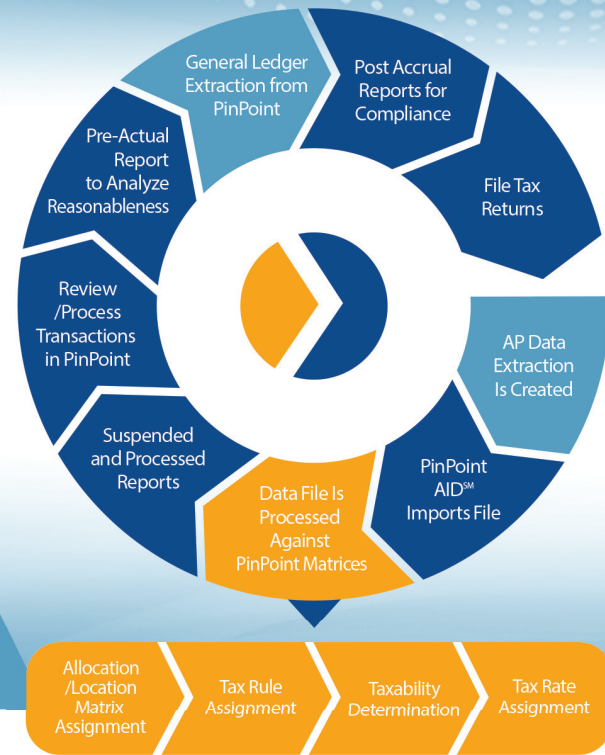 General Ledger
Extraction from
PinPoint
Post Accrual
Reports for
Compliance
File Tax
Returns
AP Data
Extraction
Is Created
PinPoint
AID℠
Imports File
Data File Is
Processed
Against
PinPoint Matrices
Suspended
and Processed
Reports
Review
/Process
Transactions
in PinPoint
Pre-Actual
Report
to Analyze
Reasonableness
Allocation
/Location
Matrix
Assignment
Tax Rule
Assignment
Taxability
Determination
Tax Rate
Assignment